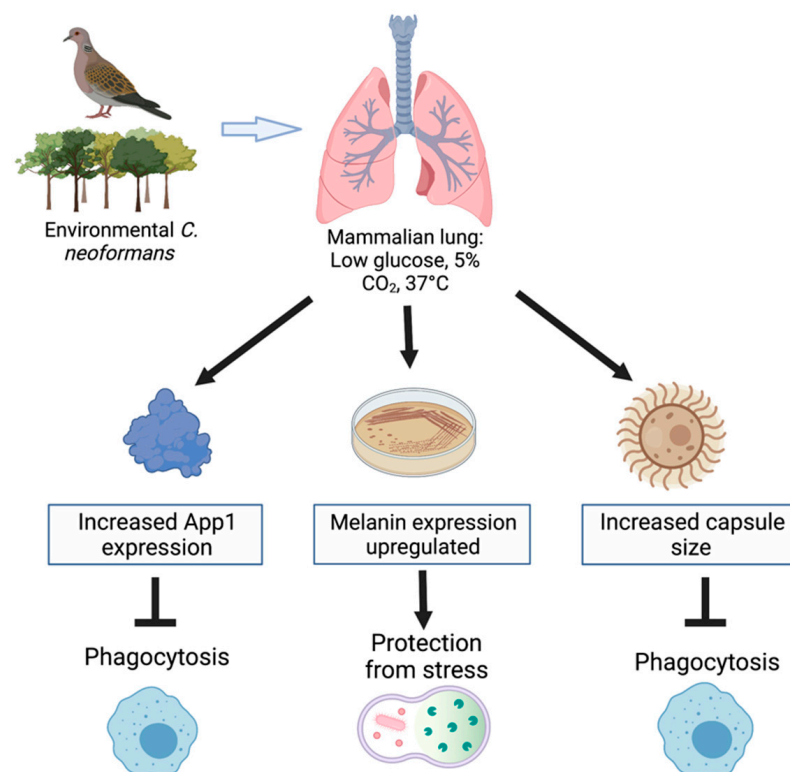 Environmental C.
neoformans
Mammalian lung:
Low glucose, 5%
CO₂, 37°C
Increased App1
expression
Melanin expression
upregulated
Increased capsule
size
Phagocytosis
Protection
from stress
Phagocytosis